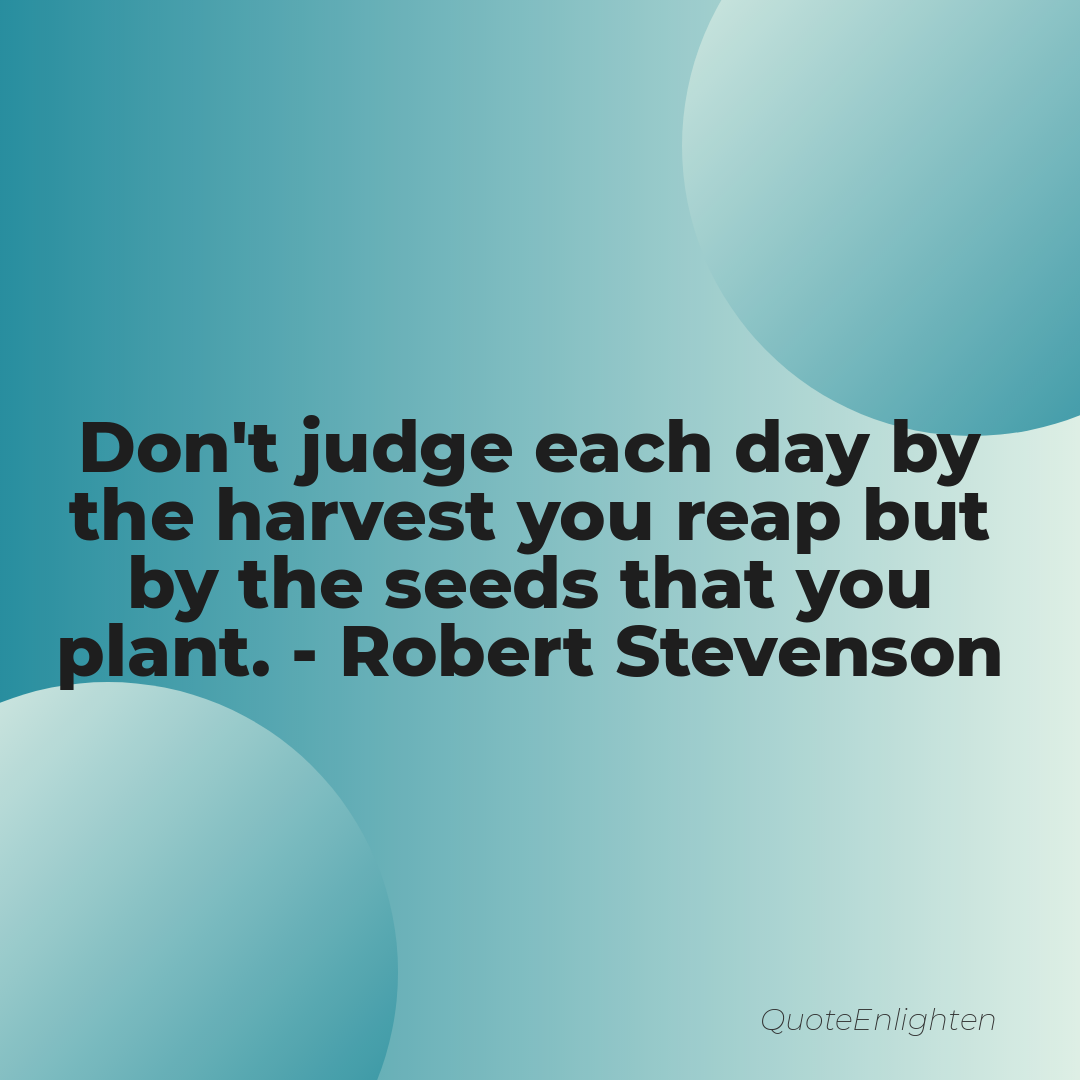 Don't judge each day by
the harvest you reap but
by the seeds that you
plant. - Robert Stevenson
QuoteEnlighten